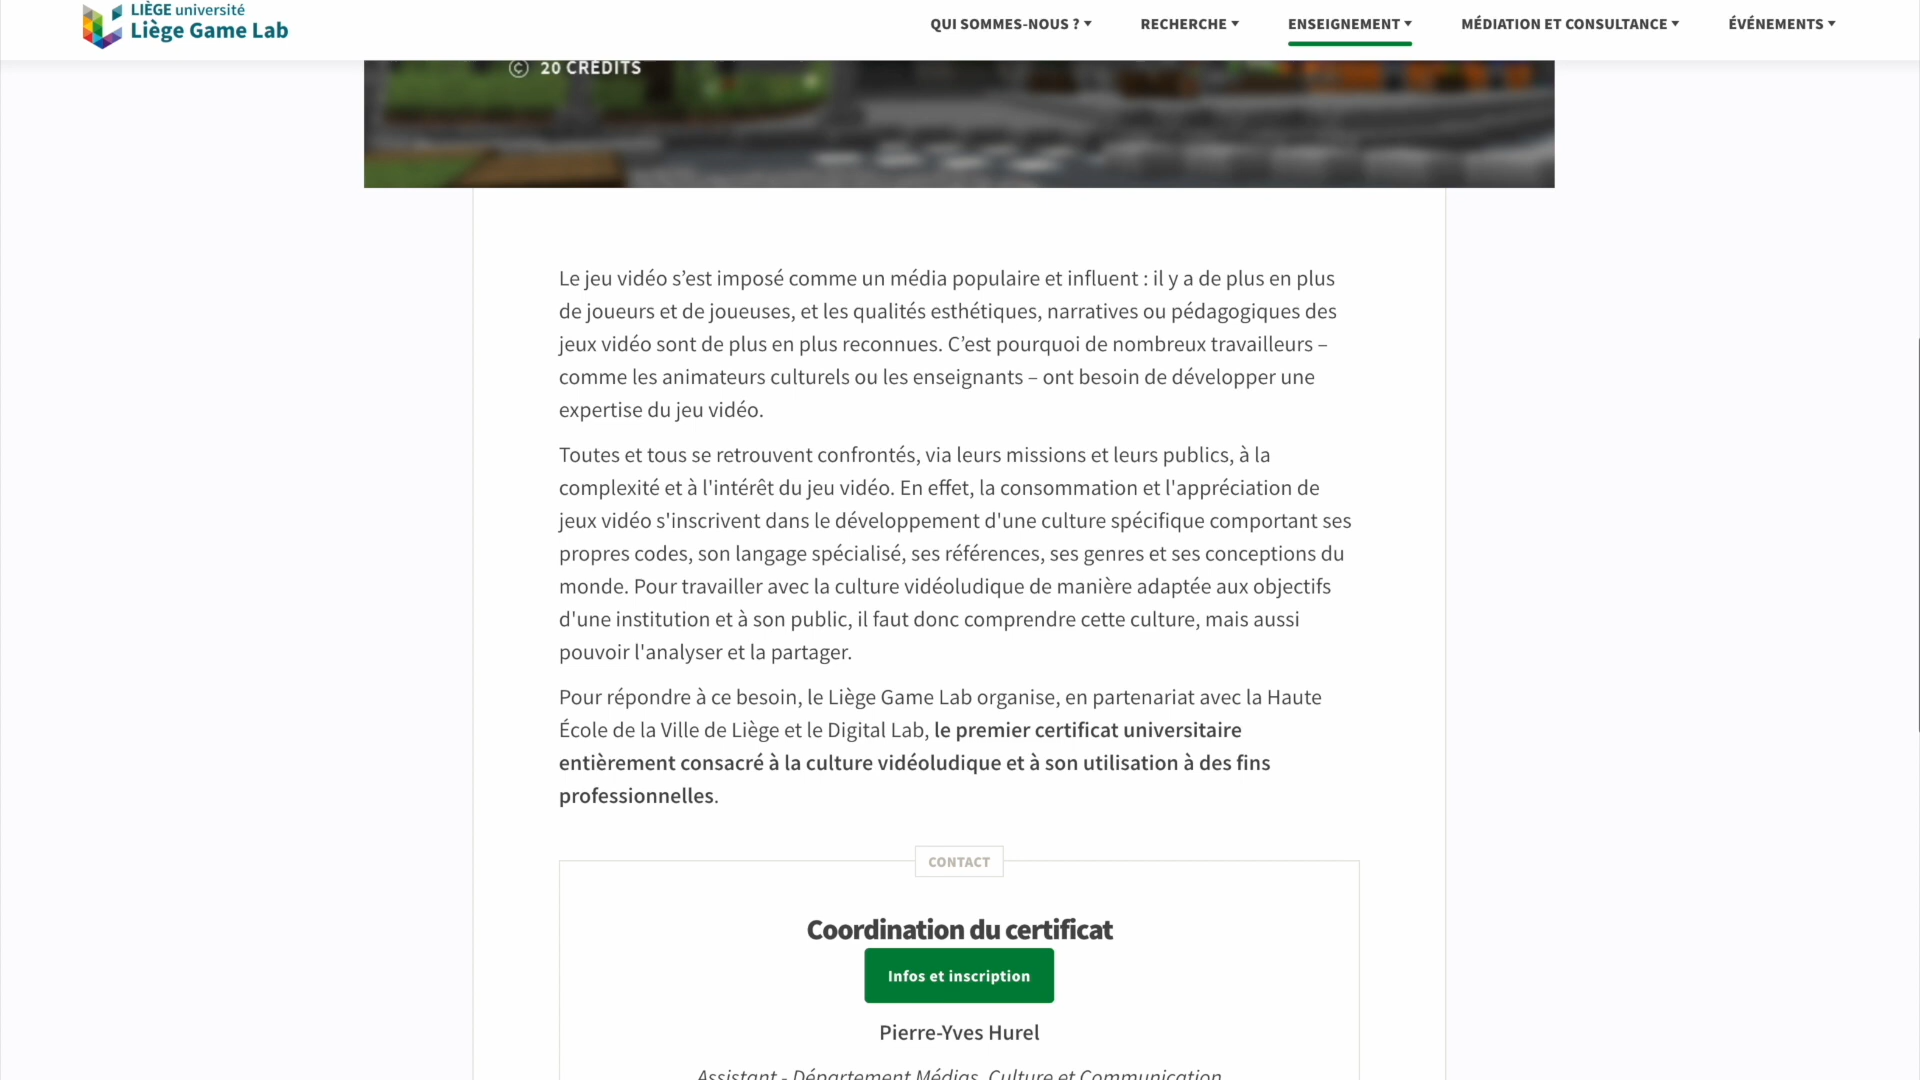 LIÈGE université
Liège Game Lab
QUI SOMMES-NOUS ?
RECHERCHE
ENSEIGNEMENT
MÉDIATION ET CONSULTANCE
ÉVÉNEMENTS
© 20 CRÉDITS
Le jeu vidéo s’est imposé comme un média populaire et influent : il y a de plus en plus
de joueurs et de joueuses, et les qualités esthétiques, narratives ou pédagogiques des
jeux vidéo sont de plus en plus reconnues. C’est pourquoi de nombreux travailleurs –
comme les animateurs culturels ou les enseignants – ont besoin de développer une
expertise du jeu vidéo.
Toutes et tous se retrouvent confrontés, via leurs missions et leurs publics, à la
complexité et à l'intérêt du jeu vidéo. En effet, la consommation et l'appréciation de
jeux vidéo s'inscrivent dans le développement d'une culture spécifique comportant ses
propres codes, son langage spécialisé, ses références, ses genres et ses conceptions du
monde. Pour travailler avec la culture vidéoludique de manière adaptée aux objectifs
d'une institution et à son public, il faut donc comprendre cette culture, mais aussi
pouvoir l'analyser et la partager.
Pour répondre à ce besoin, le Liège Game Lab organise, en partenariat avec la Haute
École de la Ville de Liège et le Digital Lab, le premier certificat universitaire
entièrement consacré à la culture vidéoludique et à son utilisation à des fins
professionnelles.
CONTACT
Coordination du certificat
Infos et inscription
Pierre-Yves Hurel
Assistant - Département Médias, Culture et Communication